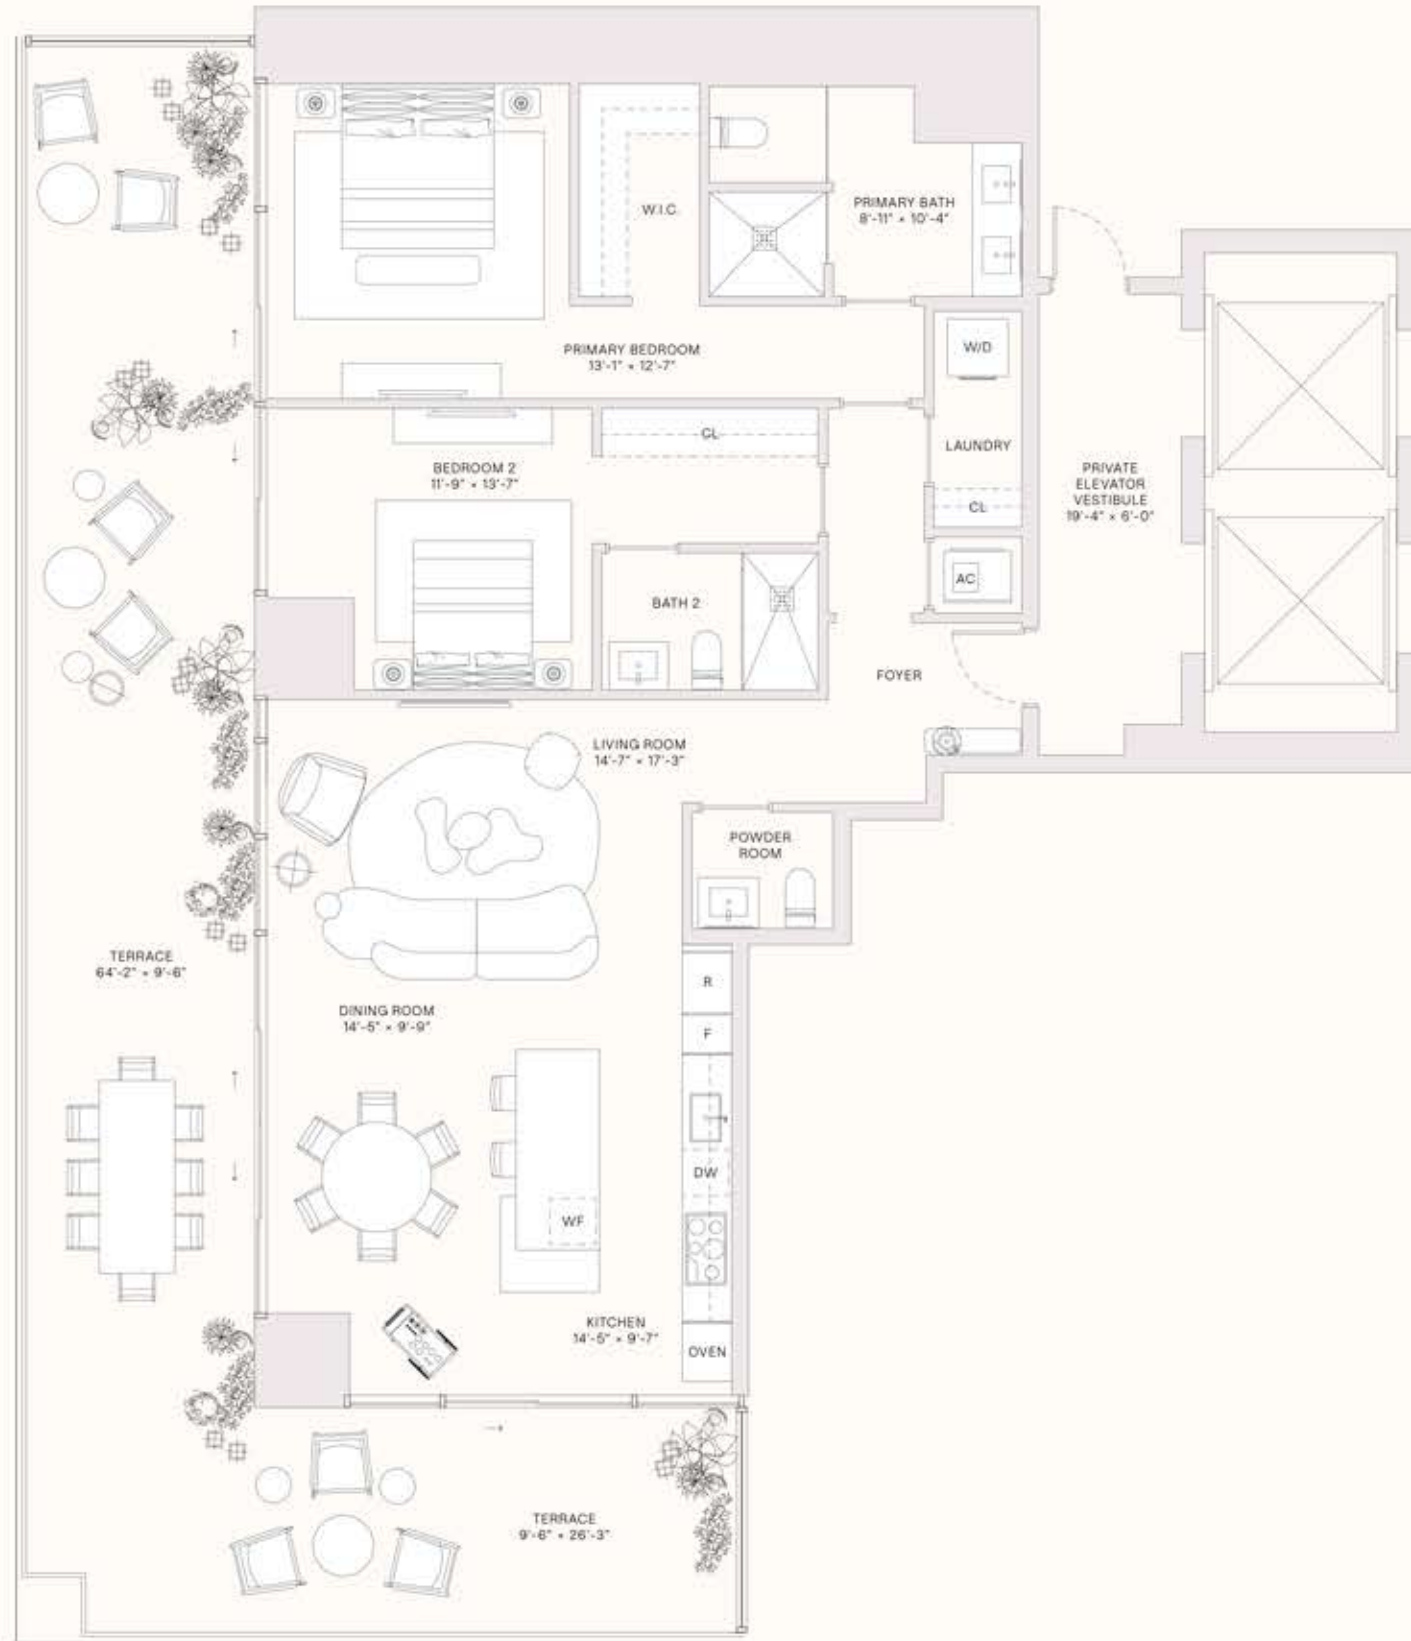 W.I.C.
PRIMARY BATH
8'-11" × 10'-4"
PRIMARY BEDROOM
13'-1" × 12'-7"
W/D
CL
LAUNDRY
BEDROOM 2
11'-9" × 13'-7"
PRIVATE
ELEVATOR
VESTIBULE
19'-4" × 6'-0"
CL
AC
BATH 2
FOYER
LIVING ROOM
14'-7" × 17'-3"
POWDER
ROOM
TERRACE
64'-2" × 9'-6"
R
DINING ROOM
14'-5" × 9'-9"
F
DW
WF
KITCHEN
14'-5" × 9'-7"
OVEN
TERRACE
9'-6" × 26'-3"